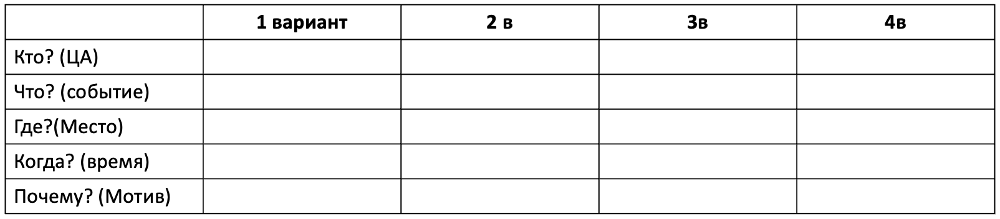 1 вариант 2 в 3в 4в
Кто? (ЦА)
Что? (событие)
Где?(Место)
Когда? (время)
Почему? (Мотив)